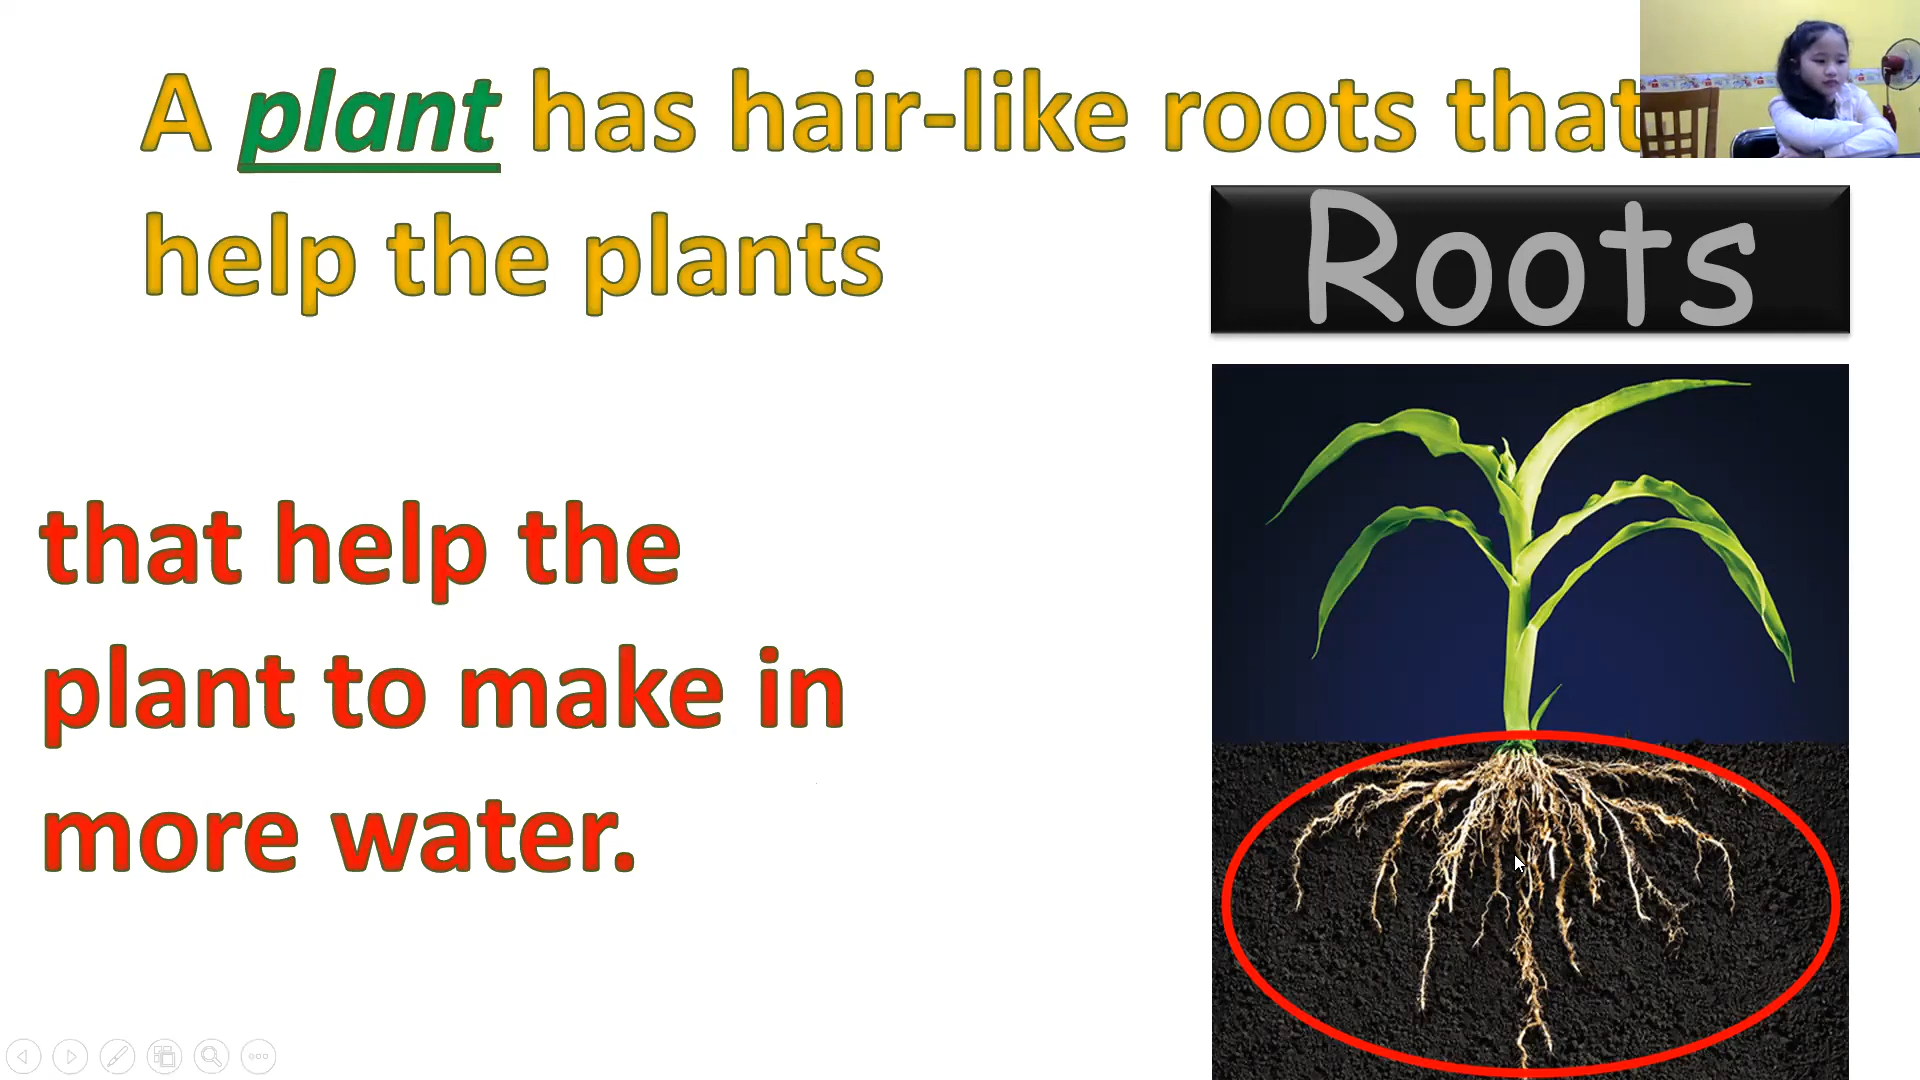 A plant has hair-like roots that
help the plants
Roots
that help the
plant to make in
more water.